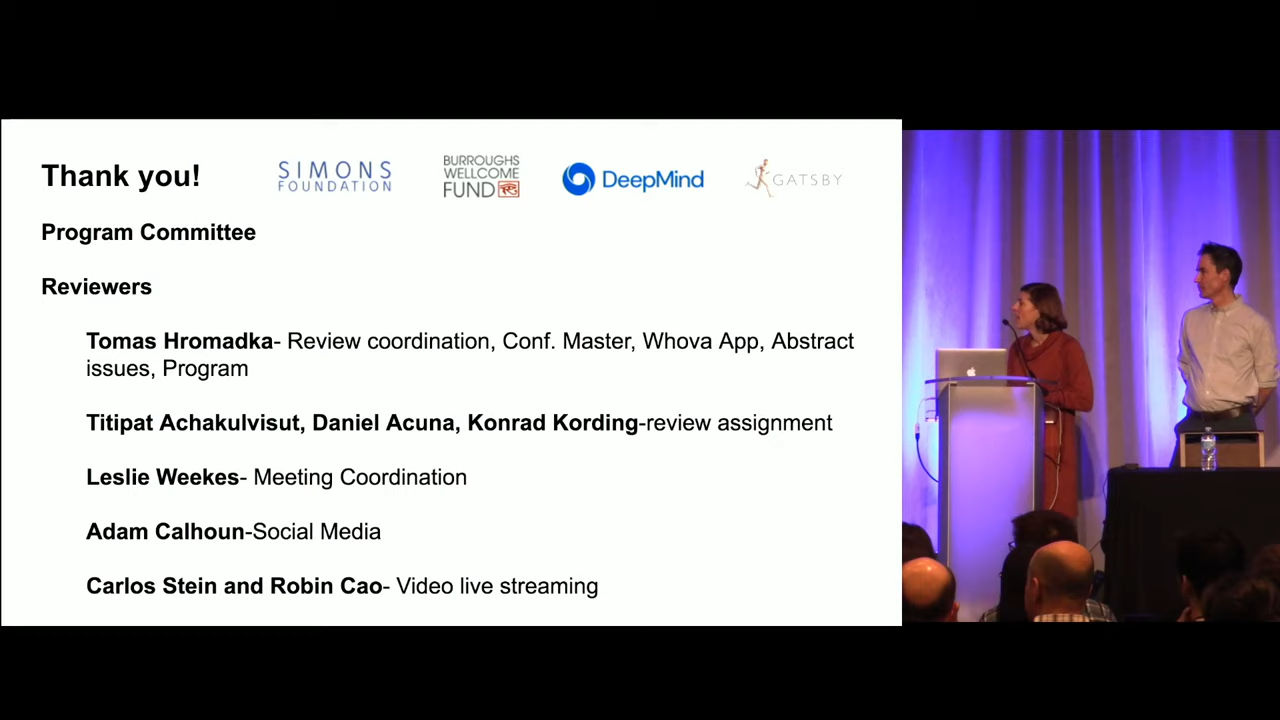 Thank you!
SIMONS
FOUNDATION
BURROUGHS
WELLCOME
FUND
DeepMind
GATSBY
Program Committee
Reviewers
Tomas Hromadka- Review coordination, Conf. Master, Whova App, Abstract
issues, Program
Titipat Achakulvisut, Daniel Acuna, Konrad Kording-review assignment
Leslie Weekes- Meeting Coordination
Adam Calhoun-Social Media
Carlos Stein and Robin Cao- Video live streaming